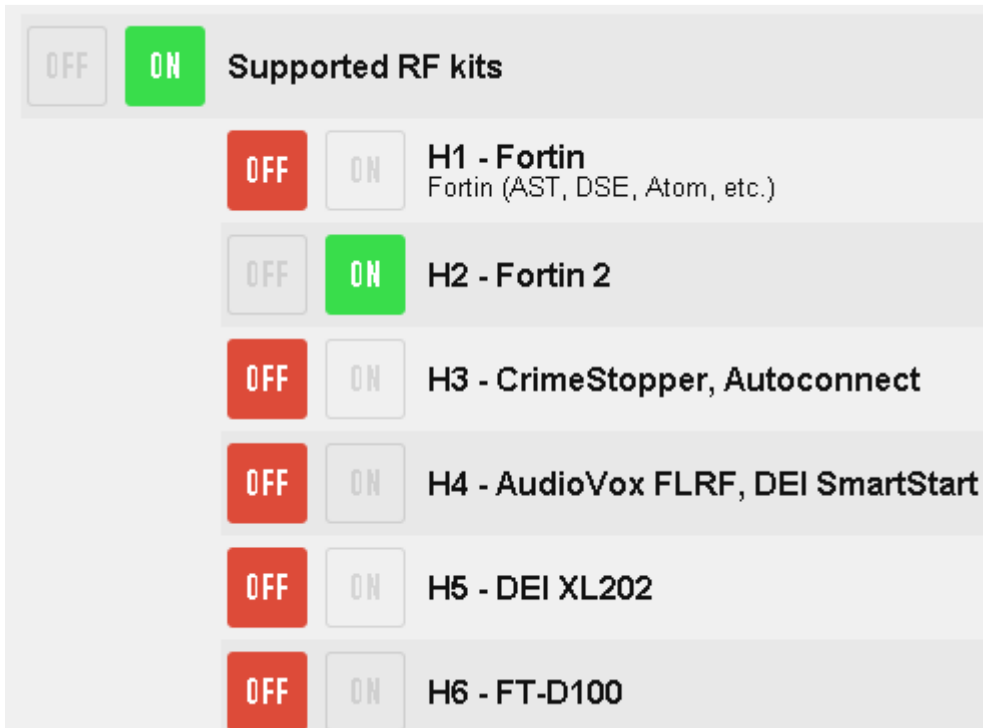 OFF ON Supported RF kits
OFF ON H1 - Fortin
Fortin (AST, DSE, Atom, etc.)
OFF ON H2 - Fortin 2
OFF ON H3 - CrimeStopper, Autoconnect
OFF ON H4 - AudioVox FLRF, DEI SmartStart
OFF ON H5 - DEI XL202
OFF ON H6 - FT-D100